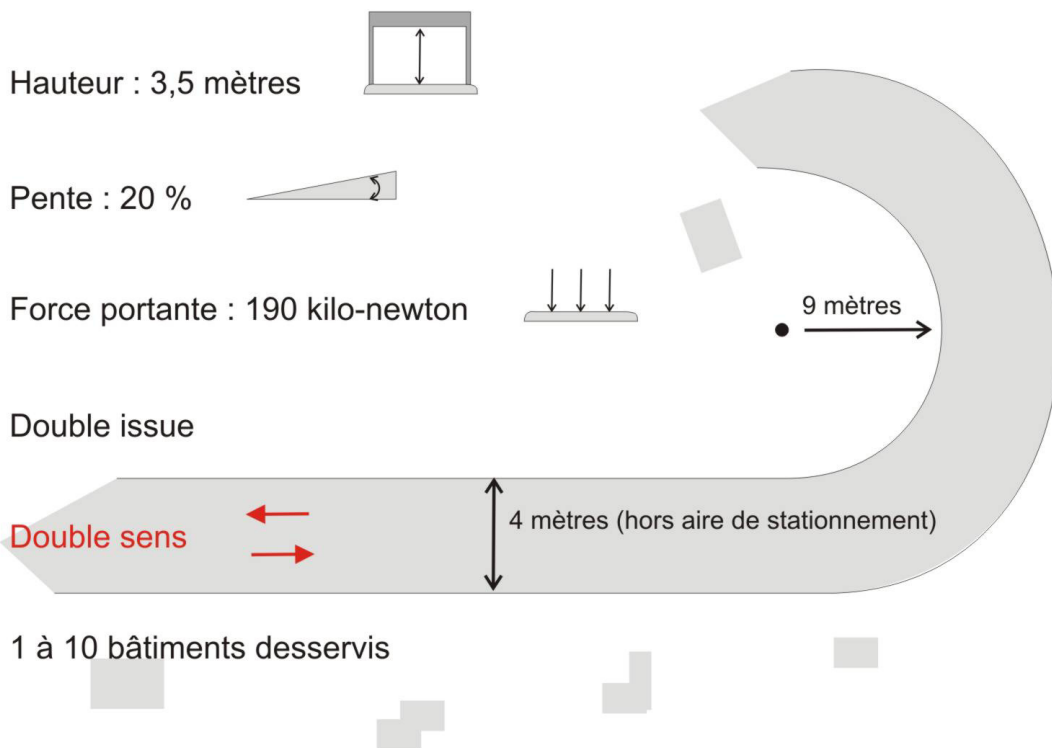 Hauteur : 3,5 mètres
Pente : 20 %
Force portante : 190 kilo-newton
9 mètres
Double issue
4 mètres (hors aire de stationnement)
Double sens
1 à 10 bâtiments desservis